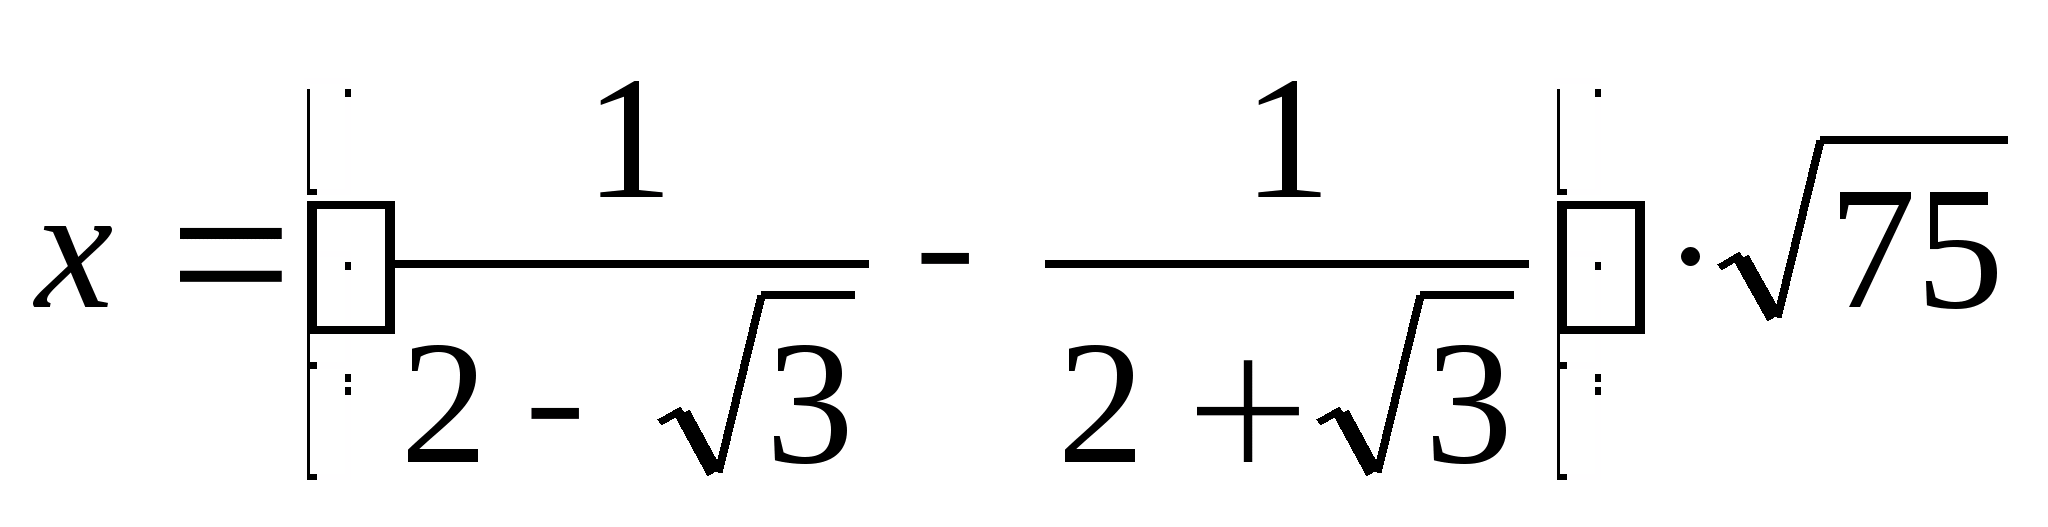 x = (1/(2 - √3) - 1/(2 + √3)) · √75